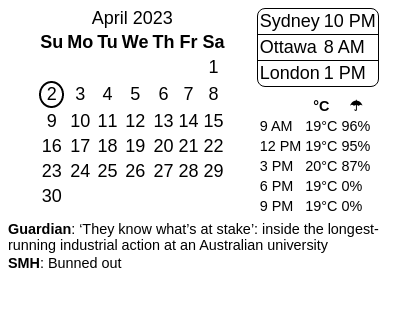 April 2023
Su Mo Tu We Th Fr Sa
1
2 3 4 5 6 7 8
9 10 11 12 13 14 15
16 17 18 19 20 21 22
23 24 25 26 27 28 29
30
Sydney 10 PM
Ottawa 8 AM
London 1 PM
°C ☂
9 AM 19°C 96%
12 PM 19°C 95%
3 PM 20°C 87%
6 PM 19°C 0%
9 PM 19°C 0%
Guardian: ‘They know what’s at stake’: inside the longest-
running industrial action at an Australian university
SMH: Bunned out